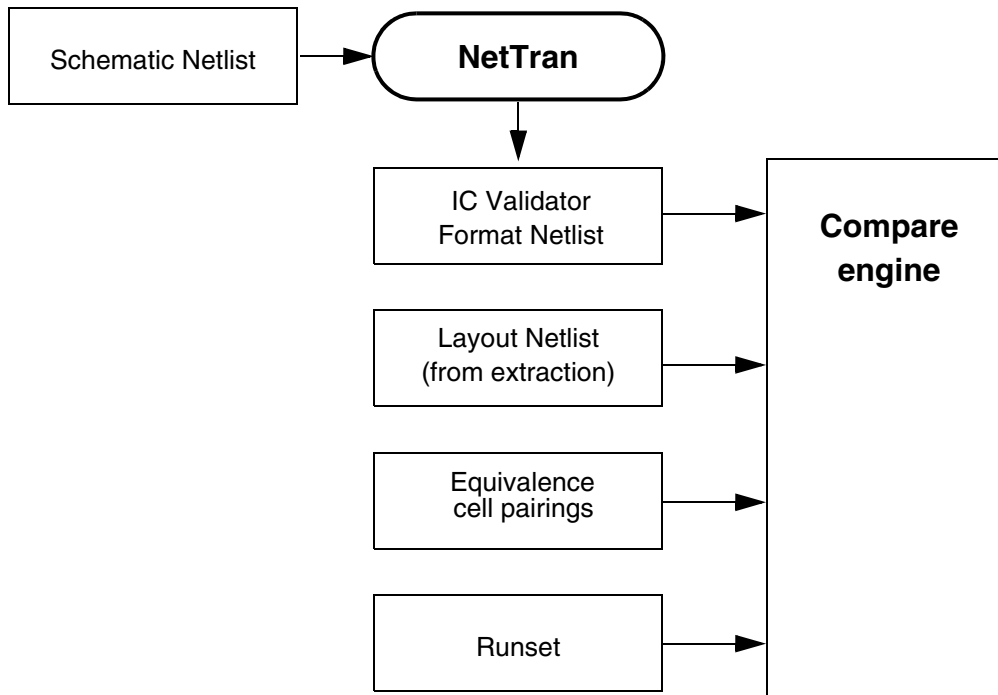 Schematic Netlist
NetTran
IC Validator
Format Netlist
Compare
engine
Layout Netlist
(from extraction)
Equivalence
cell pairings
Runset